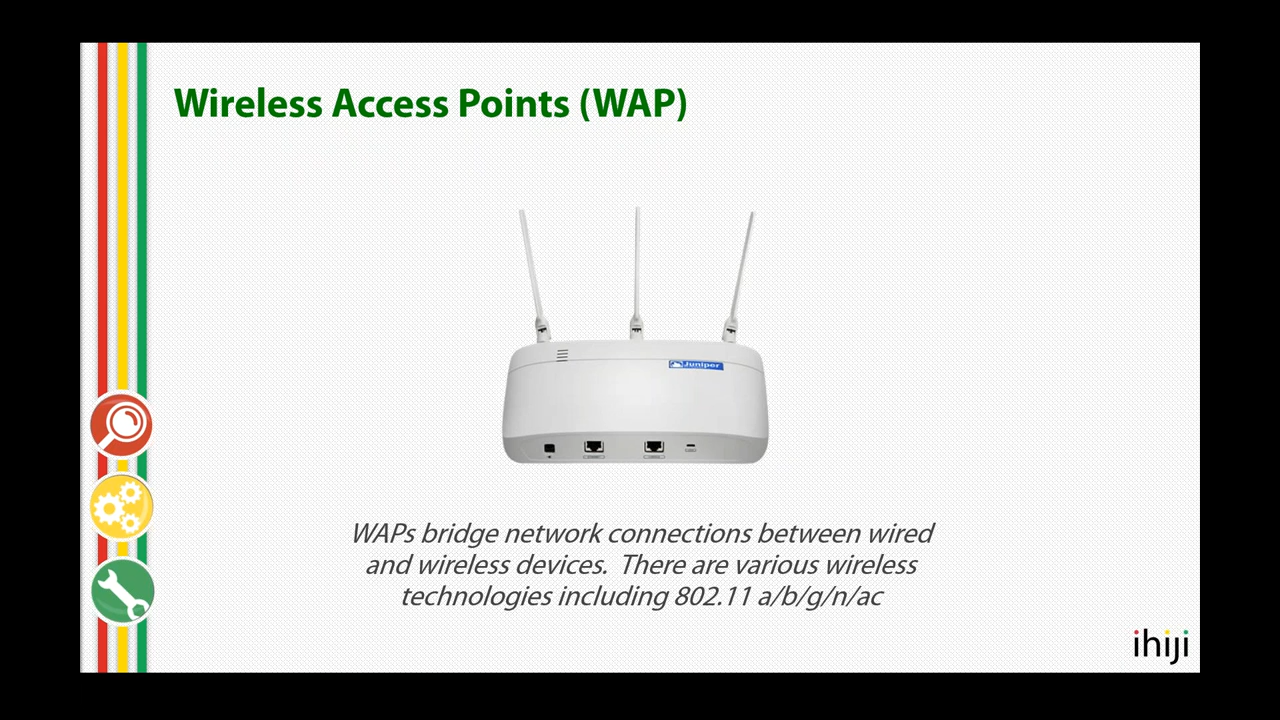 Wireless Access Points (WAP)
Juniper
WAPs bridge network connections between wired
and wireless devices.  There are various wireless
technologies including 802.11 a/b/g/n/ac
ihiji